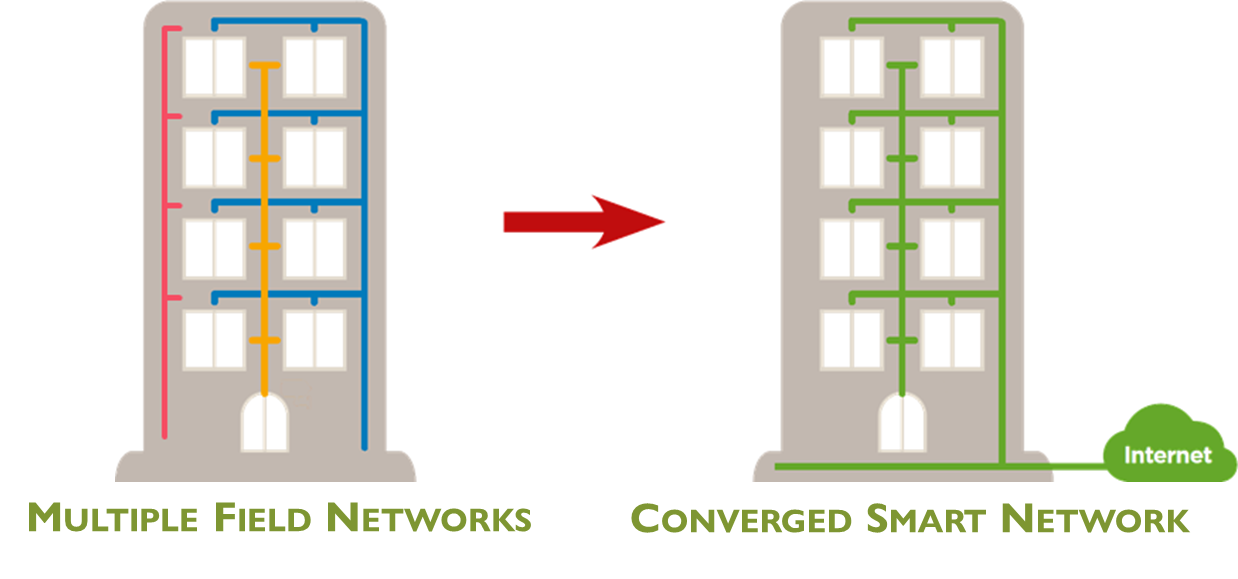 Internet
MULTIPLE FIELD NETWORKS
CONVERGED SMART NETWORK